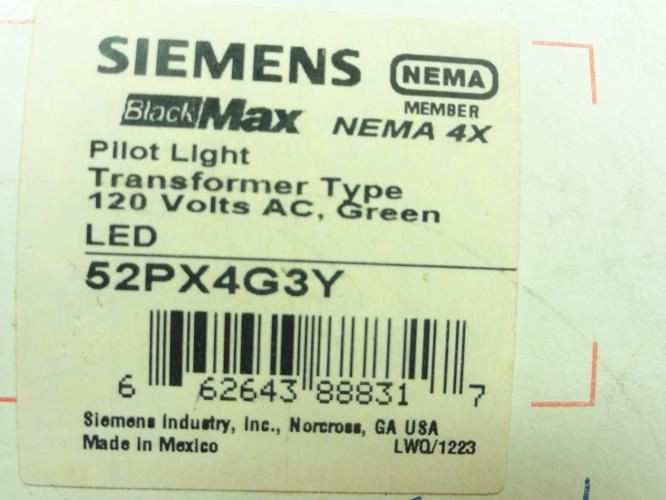 SIEMENS
NEMA
MEMBER
BlackMax NEMA 4X
Pilot Light
Transformer Type
120 Volts AC, Green
LED
52PX4G3Y
6 62643 88831 7
Siemens Industry, Inc., Norcross, GA USA
Made in Mexico LWQ/1223